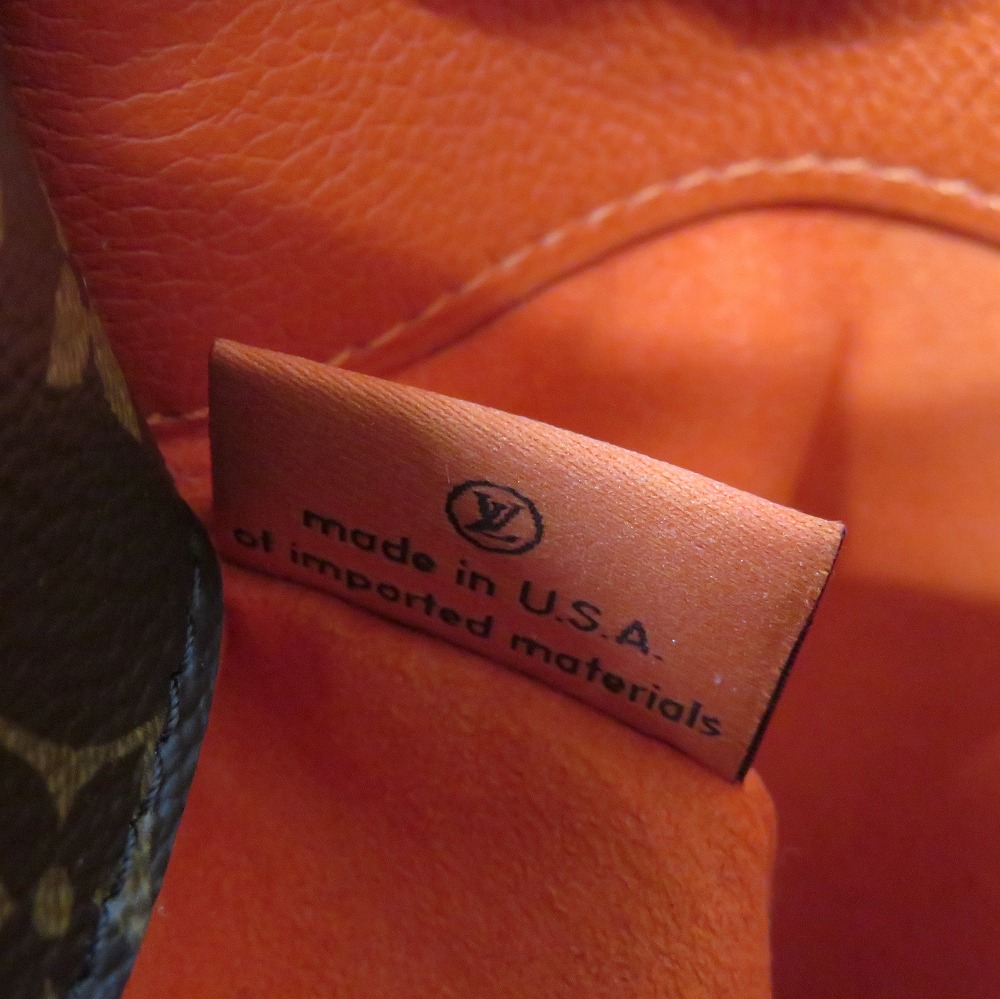 LV
made in U.S.A.
of imported materials